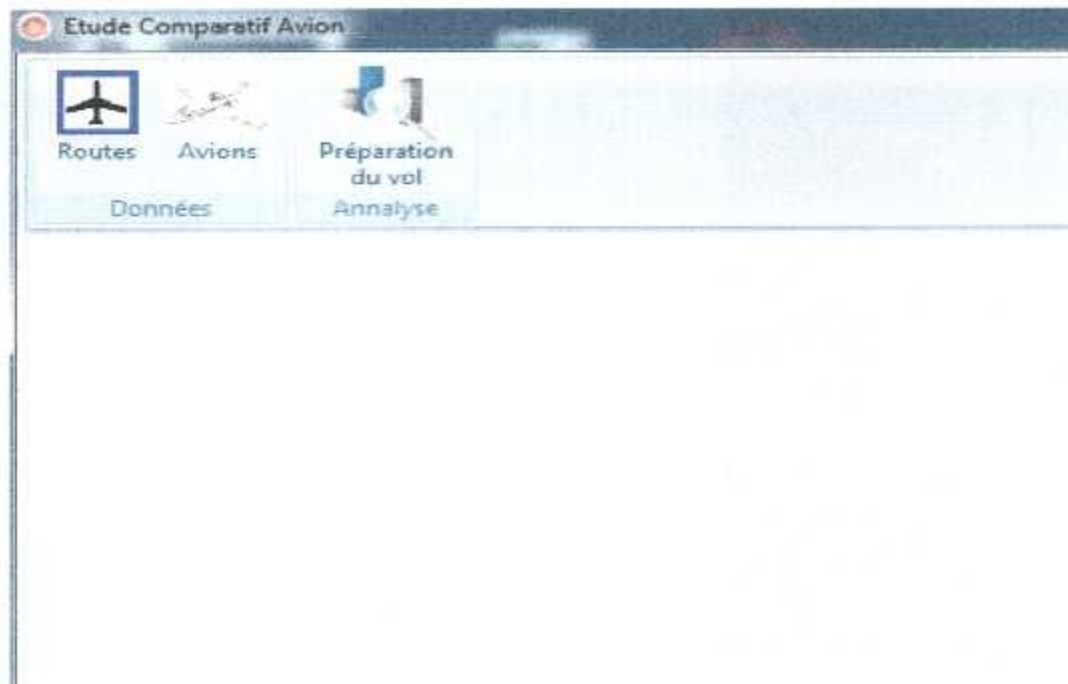 Etude Comparatif Avion
Routes Avions Préparation du vol
Données Annalyse